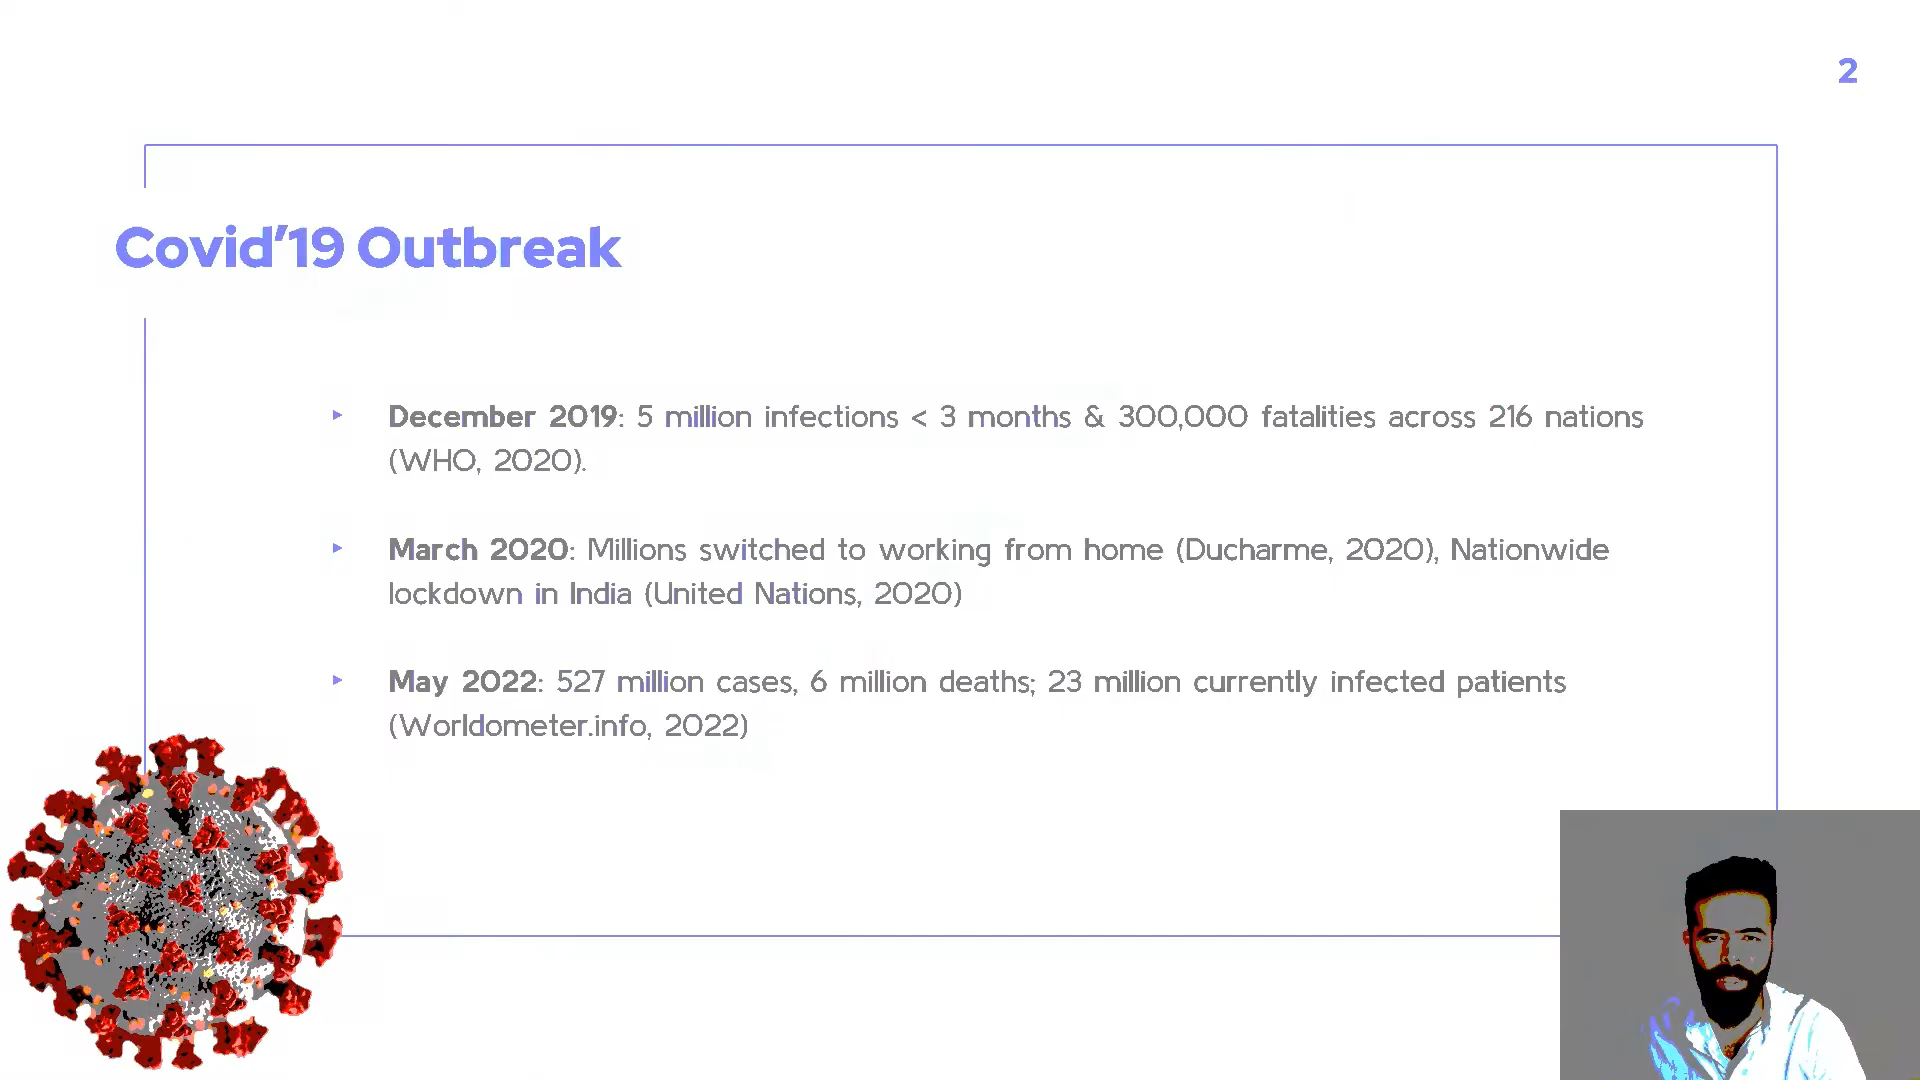 2
Covid'19 Outbreak
▸ December 2019: 5 million infections < 3 months & 300,000 fatalities across 216 nations
(WHO, 2020).
▸ March 2020: Millions switched to working from home (Ducharme, 2020), Nationwide
lockdown in India (United Nations, 2020)
▸ May 2022: 527 million cases, 6 million deaths; 23 million currently infected patients
(Worldometer.info, 2022)